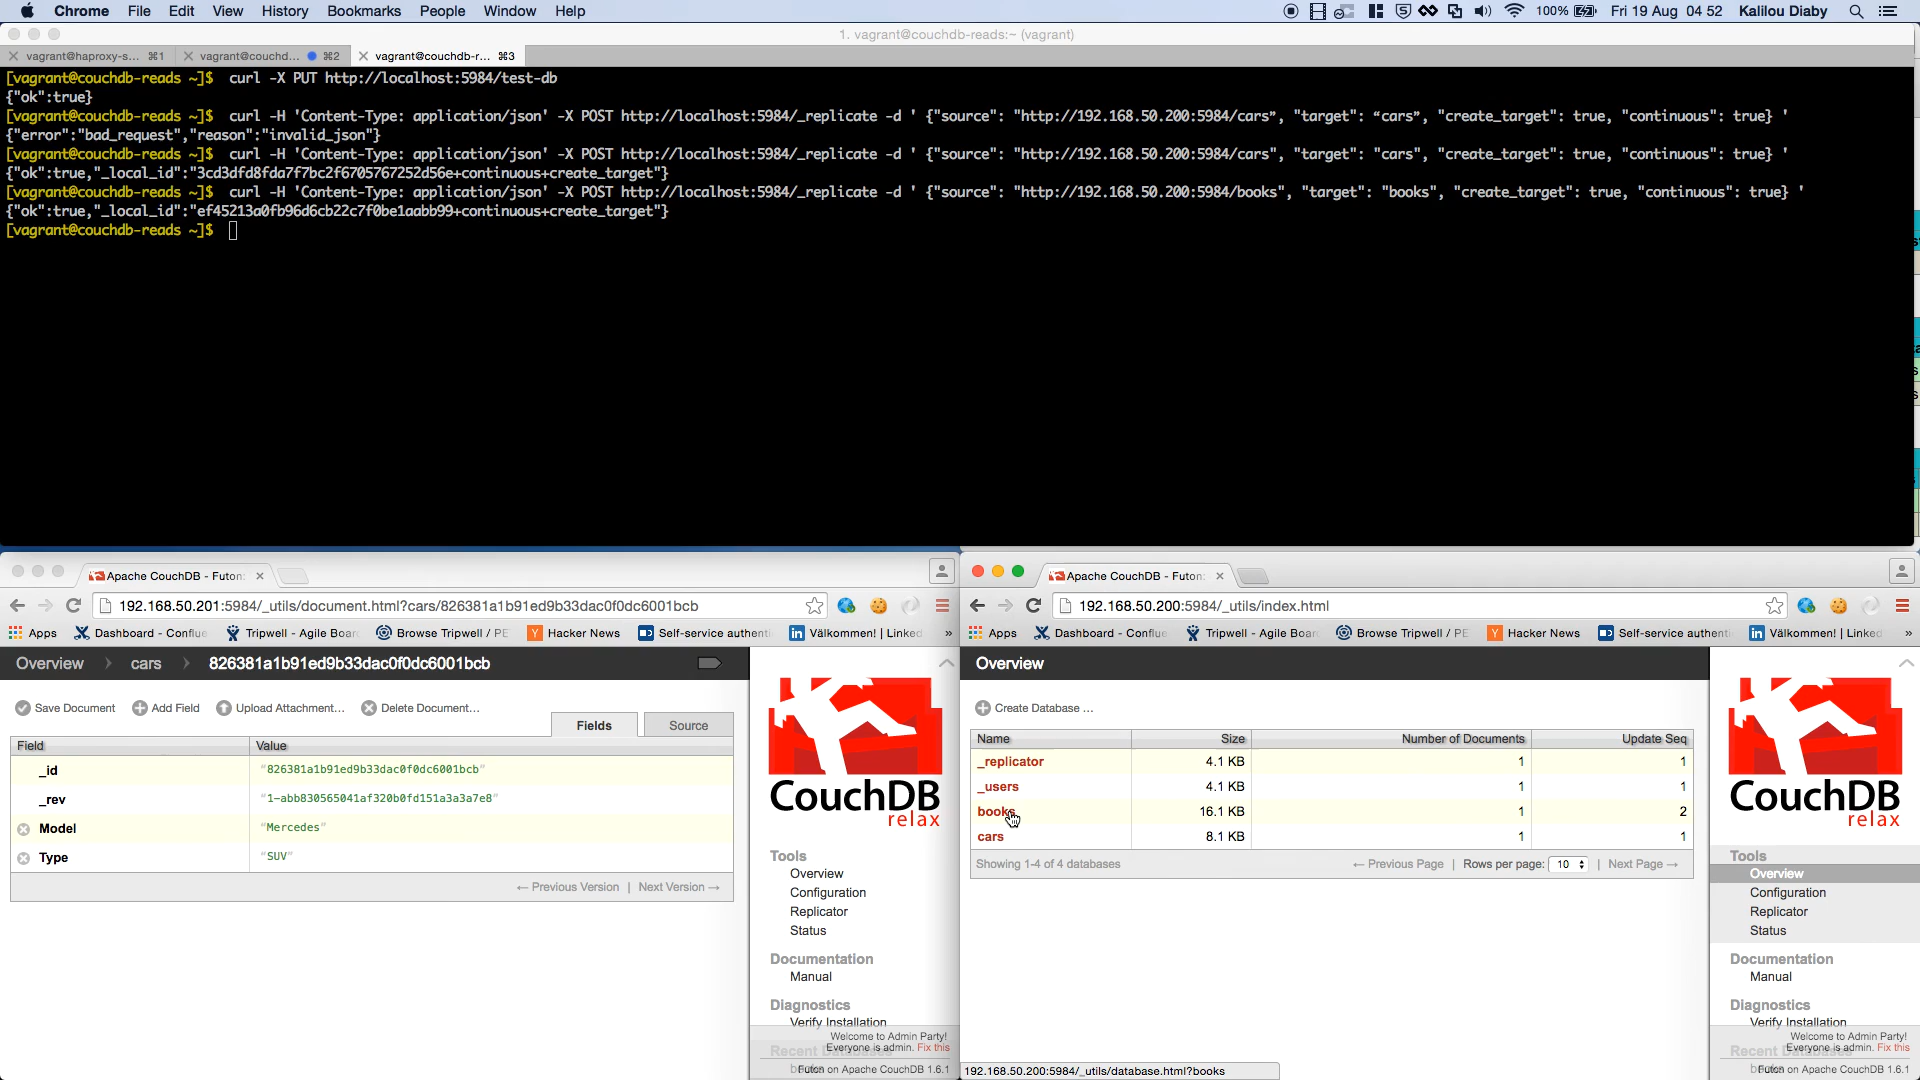 Chrome File Edit View History Bookmarks People Window Help 100% Fri 19 Aug 04 52 Kalilou Diaby
1. vagrant@couchdb-reads:~ (vagrant)
vagrant@haproxy-s... ⌘1 vagrant@couchd... ⌘2 vagrant@couchdb-r... ⌘3
[vagrant@couchdb-reads ~]$ curl -X PUT http://localhost:5984/test-db
{"ok":true}
[vagrant@couchdb-reads ~]$ curl -H 'Content-Type: application/json' -X POST http://localhost:5984/_replicate -d ' {"source": "http://192.168.50.200:5984/cars”, "target": “cars”, "create_target": true, "continuous": true} '
{"error":"bad_request","reason":"invalid_json"}
[vagrant@couchdb-reads ~]$ curl -H 'Content-Type: application/json' -X POST http://localhost:5984/_replicate -d ' {"source": "http://192.168.50.200:5984/cars", "target": "cars", "create_target": true, "continuous": true} '
{"ok":true,"_local_id":"3cd3dfd8fda7f7bc2f6705767252d56e+continuous+create_target"}
[vagrant@couchdb-reads ~]$ curl -H 'Content-Type: application/json' -X POST http://localhost:5984/_replicate -d ' {"source": "http://192.168.50.200:5984/books", "target": "books", "create_target": true, "continuous": true} '
{"ok":true,"_local_id":"ef45213a0fb96d6cb22c7f0be1aabb99+continuous+create_target"}
[vagrant@couchdb-reads ~]$
Apache CouchDB - Futon:
192.168.50.201:5984/_utils/document.html?cars/826381a1b91ed9b33dac0f0dc6001bcb
Apps Dashboard - Conflue Tripwell - Agile Boar Browse Tripwell / PE Hacker News Self-service authenti Välkommen! | Linked »
Overview cars 826381a1b91ed9b33dac0f0dc6001bcb
Save Document Add Field Upload Attachment... Delete Document...
Fields Source
Field Value
_id "826381a1b91ed9b33dac0f0dc6001bcb"
_rev "1-abb830565041af320b0fd151a3a3a7e8"
Model "Mercedes"
Type "SUV"
← Previous Version | Next Version →
CouchDB
relax
Tools
Overview
Configuration
Replicator
Status
Documentation
Manual
Diagnostics
Verify Installation
Welcome to Admin Party!
Everyone is admin. Fix this
Futon on Apache CouchDB 1.6.1
Apache CouchDB - Futon:
192.168.50.200:5984/_utils/index.html
Apps Dashboard - Conflue Tripwell - Agile Boar Browse Tripwell / PE Hacker News Self-service authenti Välkommen! | Linked »
Overview
Create Database ...
Name Size Number of Documents Update Seq
_replicator 4.1 KB 1 1
_users 4.1 KB 1 1
books 16.1 KB 1 2
cars 8.1 KB 1 1
Showing 1-4 of 4 databases ← Previous Page | Rows per page: 10 | Next Page →
CouchDB
relax
Tools
Overview
Configuration
Replicator
Status
Documentation
Manual
Diagnostics
Verify Installation
Welcome to Admin Party!
Everyone is admin. Fix this
Futon on Apache CouchDB 1.6.1
192.168.50.200:5984/_utils/database.html?books